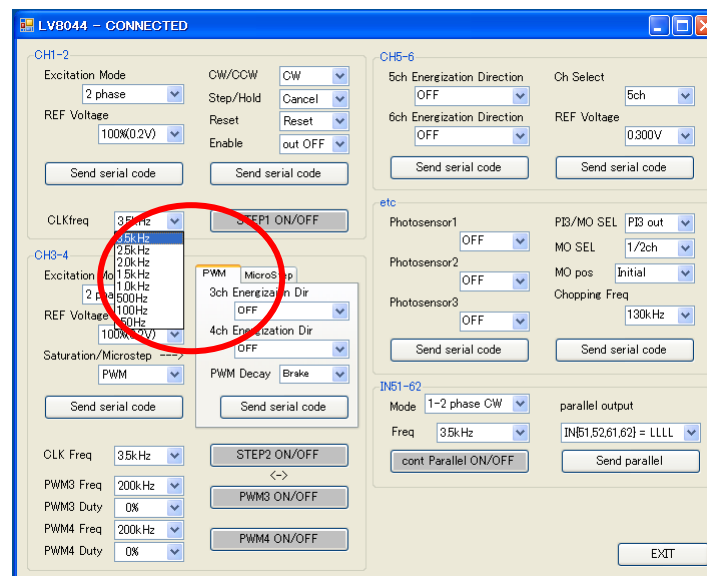 LV8044 - CONNECTED
CH1-2
Excitation Mode
2 phase
REF Voltage
100%(0.2V)
Send serial code
CW/CCW CW
Step/Hold Cancel
Reset Reset
Enable out OFF
Send serial code
CLKfreq 3.5kHz
STEP1 ON/OFF
3.5kHz
2.5kHz
2.0kHz
1.5kHz
1.0kHz
500Hz
100Hz
50Hz
CH3-4
Excitation Mo
2 pha
REF Voltage
100%(0.2V)
Saturation/Microstep --->
PWM
Send serial code
PWM MicroStep
3ch Energization Dir
OFF
4ch Energization Dir
OFF
PWM Decay Brake
Send serial code
CLK Freq 3.5kHz
STEP2 ON/OFF
<->
PWM3 Freq 200kHz
PWM3 ON/OFF
PWM3 Duty 0%
PWM4 Freq 200kHz
PWM4 ON/OFF
PWM4 Duty 0%
CH5-6
5ch Energization Direction
OFF
6ch Energization Direction
OFF
Send serial code
Ch Select
5ch
REF Voltage
0.300V
Send serial code
etc
Photosensor1
OFF
Photosensor2
OFF
Photosensor3
OFF
Send serial code
PI3/MO SEL PI3 out
MO SEL 1/2ch
MO pos Initial
Chopping Freq
130kHz
Send serial code
IN51-62
Mode 1-2 phase CW
Freq 3.5kHz
cont Parallel ON/OFF
parallel output
IN{51,52,61,62} = LLLL
Send parallel
EXIT